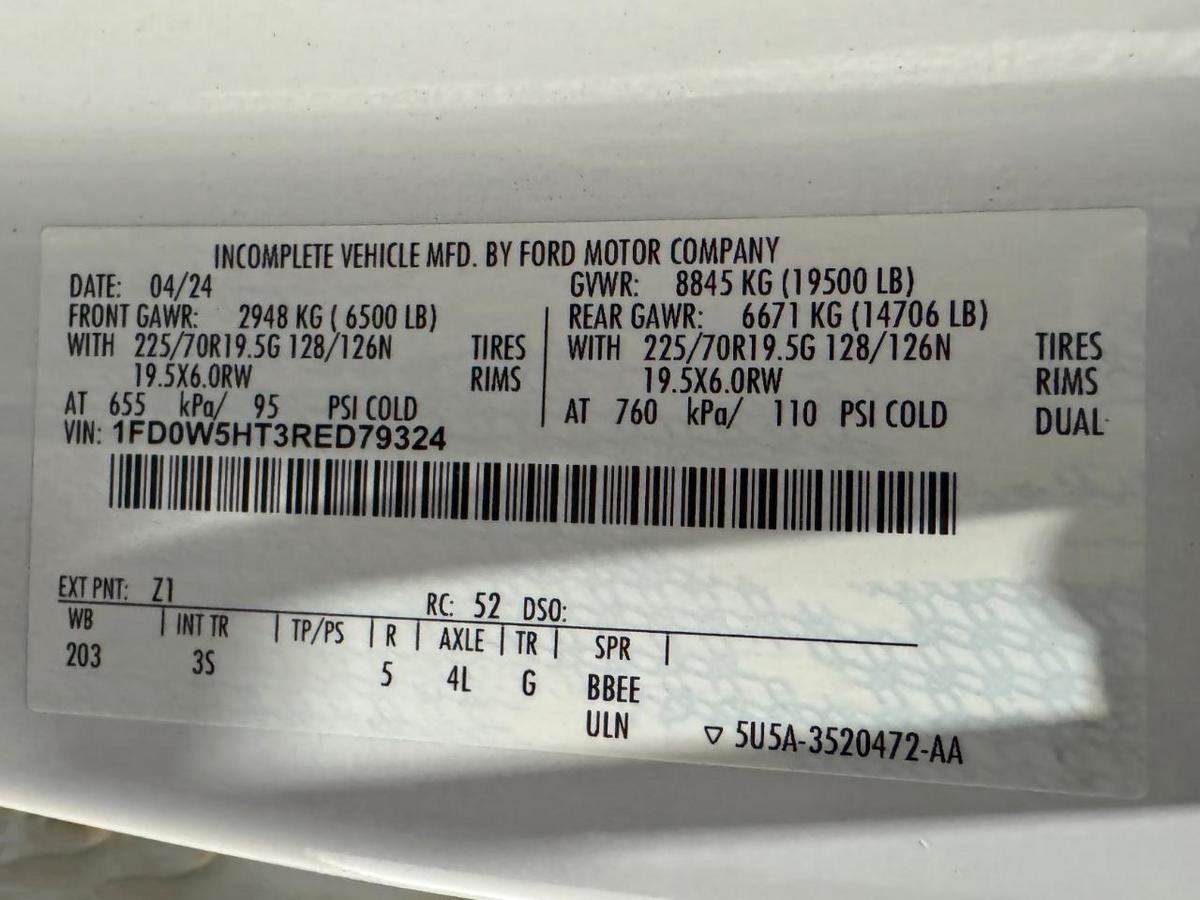 INCOMPLETE VEHICLE MFD. BY FORD MOTOR COMPANY
DATE: 04/24 GVWR: 8845 KG (19500 LB)
FRONT GAWR: 2948 KG ( 6500 LB) REAR GAWR: 6671 KG (14706 LB)
WITH 225/70R19.5G 128/126N TIRES WITH 225/70R19.5G 128/126N TIRES
19.5X6.0RW RIMS 19.5X6.0RW RIMS
AT 655 kPa/ 95 PSI COLD AT 760 kPa/ 110 PSI COLD DUAL
VIN: 1FD0W5HT3RED79324
EXT PNT: Z1 RC: 52 DSO:
WB | INT TR | TP/PS | R | AXLE | TR | SPR |
203 3S 5 4L G BBEE
ULN ▽ 5U5A-3520472-AA